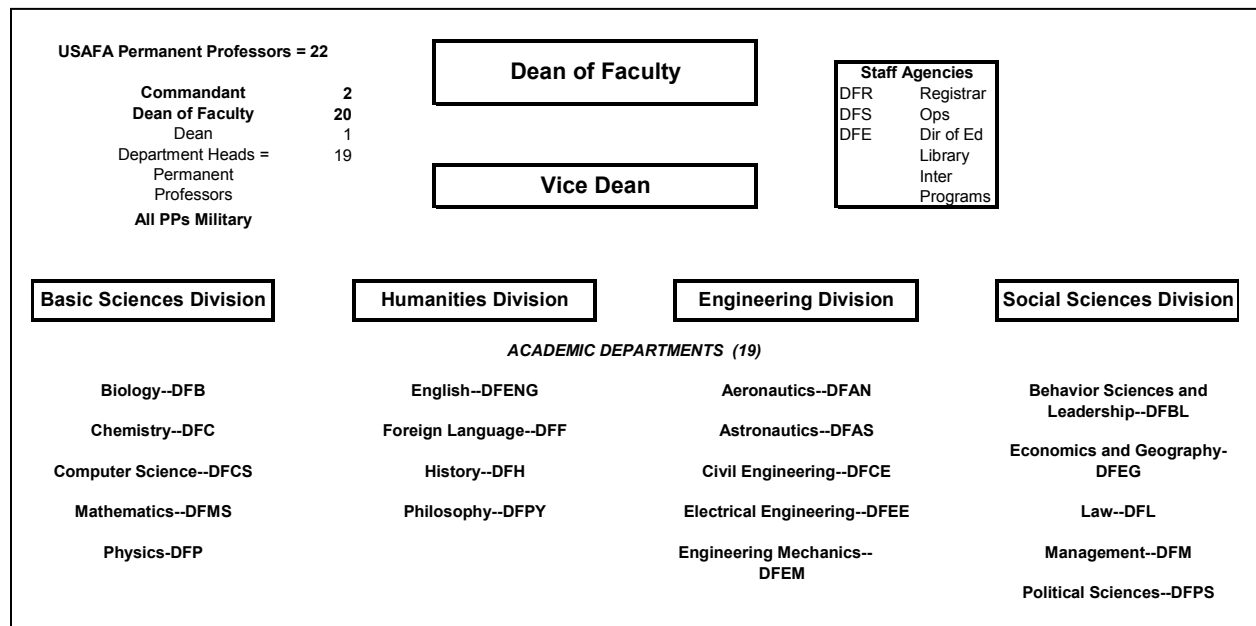 USAFA Permanent Professors = 22
Commandant 2
Dean of Faculty 20
Dean 1
Department Heads = 19
Permanent
Professors
All PPs Military
Dean of Faculty
Vice Dean
Staff Agencies
DFR Registrar
DFS Ops
DFE Dir of Ed
Library
Inter
Programs
Basic Sciences Division
Humanities Division
Engineering Division
Social Sciences Division
ACADEMIC DEPARTMENTS (19)
Biology--DFB
Chemistry--DFC
Computer Science--DFCS
Mathematics--DFMS
Physics-DFP
English--DFENG
Foreign Language--DFF
History--DFH
Philosophy--DFPY
Aeronautics--DFAN
Astronautics--DFAS
Civil Engineering--DFCE
Electrical Engineering--DFEE
Engineering Mechanics--
DFEM
Behavior Sciences and
Leadership--DFBL
Economics and Geography-
DFEG
Law--DFL
Management--DFM
Political Sciences--DFPS